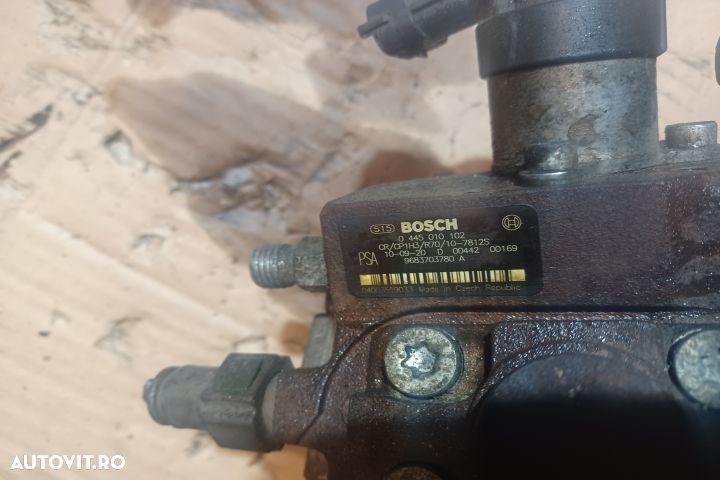 515 BOSCH
0 445 010 102
CR/CP1H3/R70/10-7812S
PSA 10-09-20 D 00442 00169
9683703780 A
Made in Czech Republic
AUTOVIT.RO